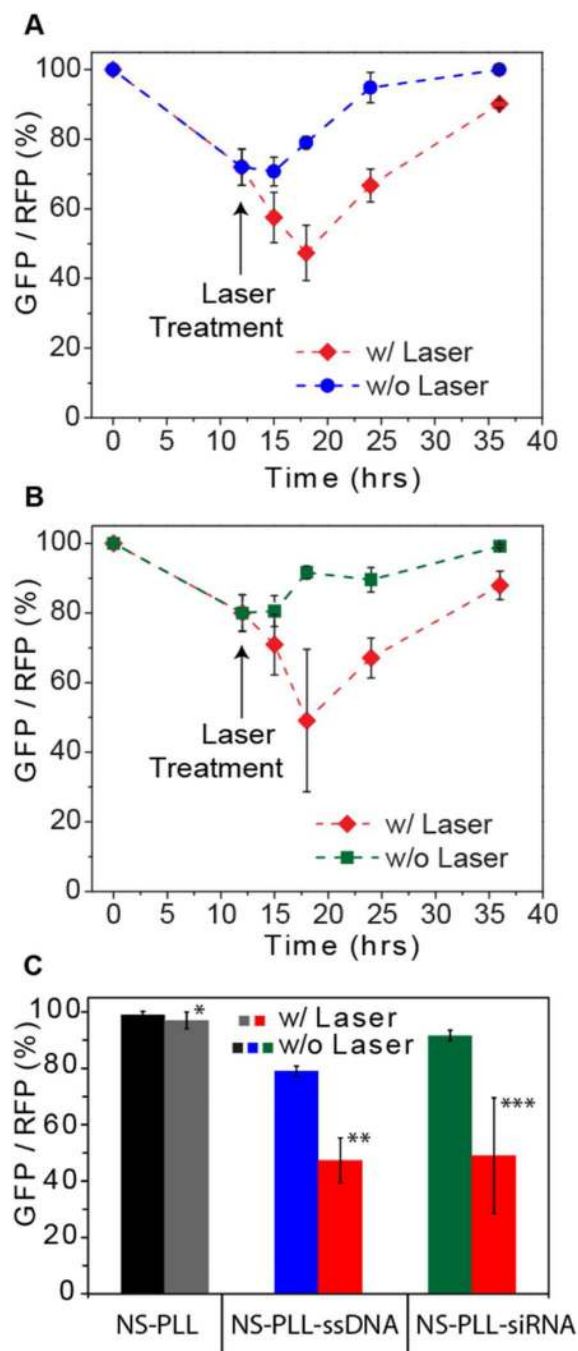 A
GFP / RFP (%)
100
80
60
40
20
0
Laser
Treatment
w/ Laser
w/o Laser
0 5 10 15 20 25 30 35 40
Time (hrs)
B
GFP / RFP (%)
100
80
60
40
20
0
Laser
Treatment
w/ Laser
w/o Laser
0 5 10 15 20 25 30 35 40
Time (hrs)
C
GFP / RFP (%)
100
80
60
40
20
0
*
w/ Laser
w/o Laser
**
***
NS-PLL NS-PLL-ssDNA NS-PLL-siRNA